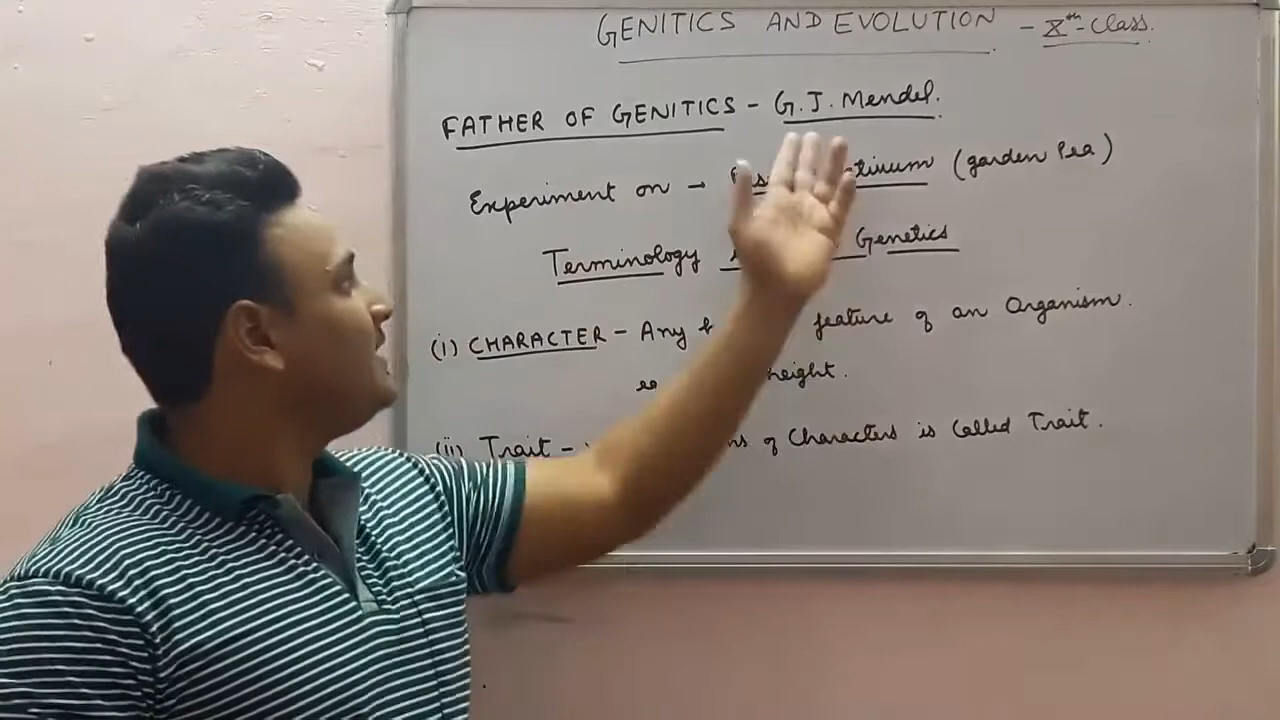 GENITICS AND EVOLUTION - Xth-Class.
FATHER OF GENITICS - G.J. Mendel.
Experiment on → (garden Pea)
Terminology Genetics
(i) CHARACTER - Any feature of an Organism.
height.
(ii) Trait - of Characters is Called Trait.